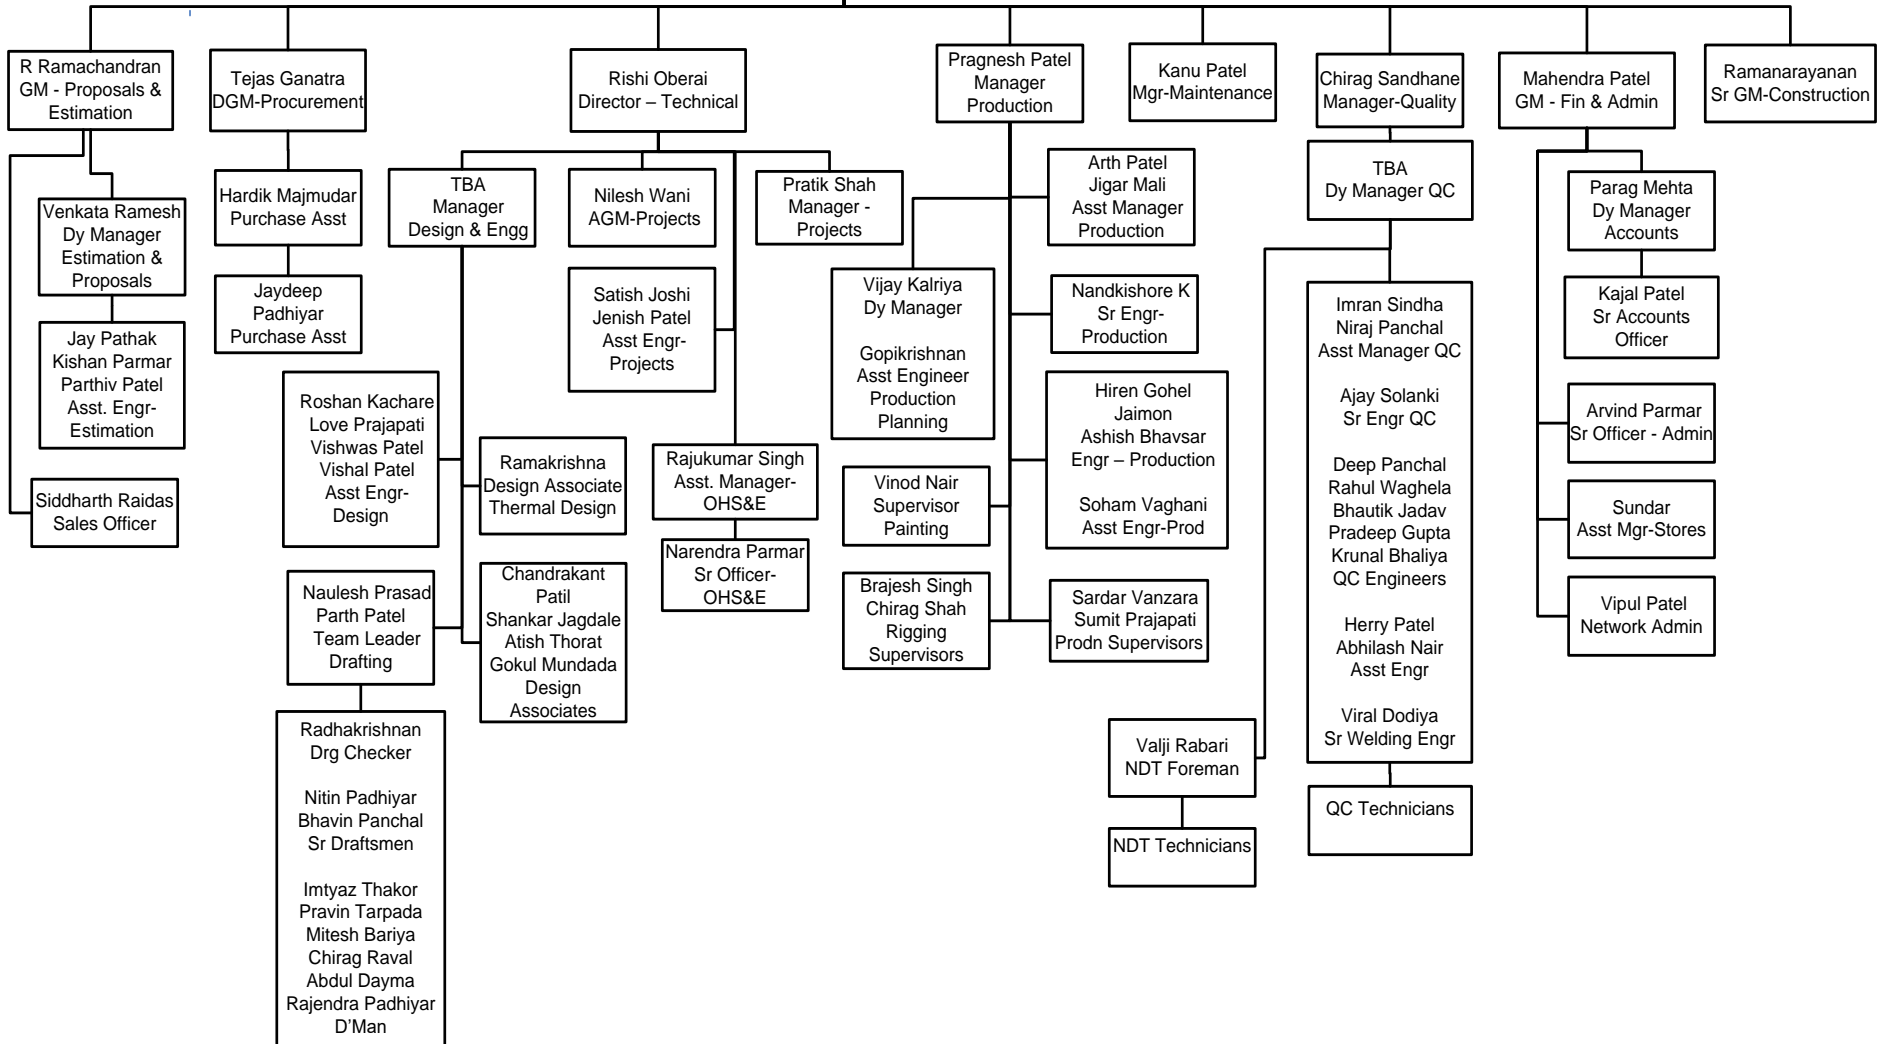 R Ramachandran
GM - Proposals &
Estimation
Tejas Ganatra
DGM-Procurement
Rishi Oberai
Director – Technical
Pragnesh Patel
Manager
Production
Kanu Patel
Mgr-Maintenance
Chirag Sandhane
Manager-Quality
Mahendra Patel
GM - Fin & Admin
Ramanarayanan
Sr GM-Construction
Venkata Ramesh
Dy Manager
Estimation &
Proposals
Jay Pathak
Kishan Parmar
Parthiv Patel
Asst. Engr-
Estimation
Siddharth Raidas
Sales Officer
Hardik Majmudar
Purchase Asst
Jaydeep
Padhiyar
Purchase Asst
TBA
Manager
Design & Engg
Nilesh Wani
AGM-Projects
Pratik Shah
Manager -
Projects
Satish Joshi
Jenish Patel
Asst Engr-
Projects
Roshan Kachare
Love Prajapati
Vishwas Patel
Vishal Patel
Asst Engr-
Design
Ramakrishna
Design Associate
Thermal Design
Rajukumar Singh
Asst. Manager-
OHS&E
Narendra Parmar
Sr Officer-
OHS&E
Naulesh Prasad
Parth Patel
Team Leader
Drafting
Chandrakant
Patil
Shankar Jagdale
Atish Thorat
Gokul Mundada
Design
Associates
Radhakrishnan
Drg Checker
Nitin Padhiyar
Bhavin Panchal
Sr Draftsmen
Imtyaz Thakor
Pravin Tarpada
Mitesh Bariya
Chirag Raval
Abdul Dayma
Rajendra Padhiyar
D’Man
Arth Patel
Jigar Mali
Asst Manager
Production
Vijay Kalriya
Dy Manager
Gopikrishnan
Asst Engineer
Production
Planning
Nandkishore K
Sr Engr-
Production
Hiren Gohel
Jaimon
Ashish Bhavsar
Engr – Production
Soham Vaghani
Asst Engr-Prod
Vinod Nair
Supervisor
Painting
Brajesh Singh
Chirag Shah
Rigging
Supervisors
Sardar Vanzara
Sumit Prajapati
Prodn Supervisors
TBA
Dy Manager QC
Imran Sindha
Niraj Panchal
Asst Manager QC
Ajay Solanki
Sr Engr QC
Deep Panchal
Rahul Waghela
Bhautik Jadav
Pradeep Gupta
Krunal Bhaliya
QC Engineers
Herry Patel
Abhilash Nair
Asst Engr
Viral Dodiya
Sr Welding Engr
Valji Rabari
NDT Foreman
NDT Technicians
QC Technicians
Parag Mehta
Dy Manager
Accounts
Kajal Patel
Sr Accounts
Officer
Arvind Parmar
Sr Officer - Admin
Sundar
Asst Mgr-Stores
Vipul Patel
Network Admin